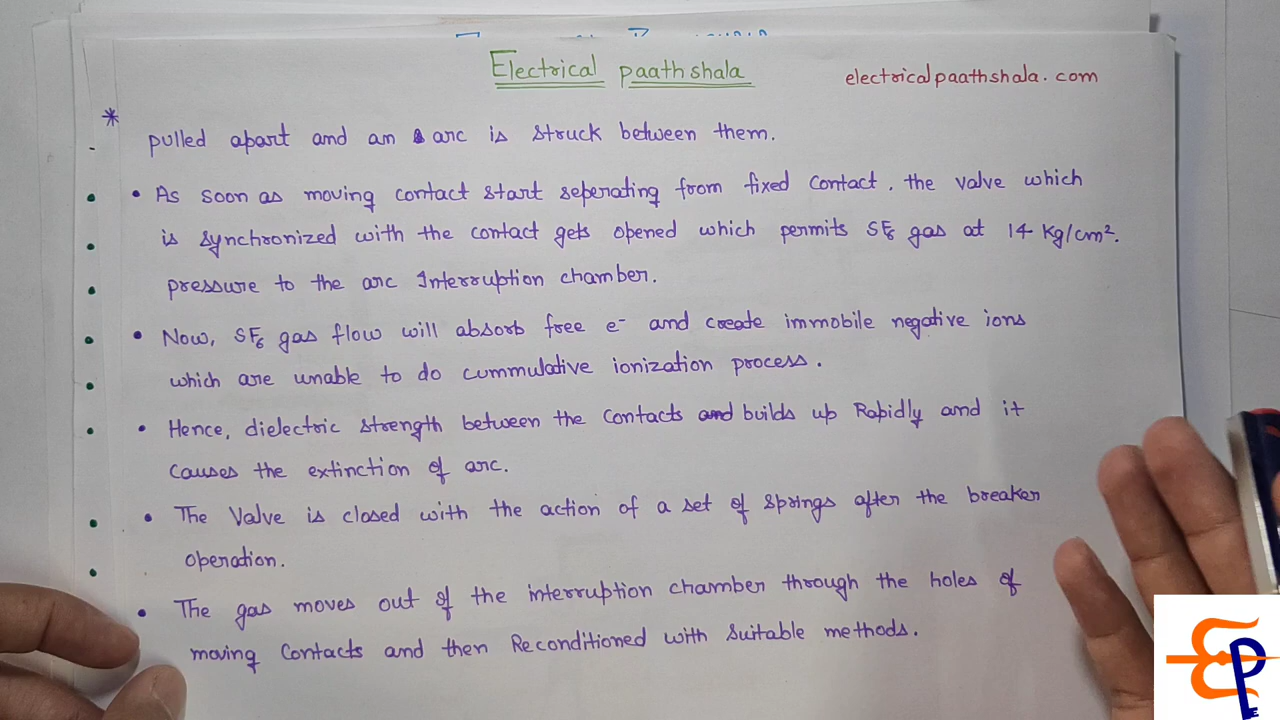 Electrical paathshala
electricalpaathshala.com
* pulled apart and an arc is struck between them.
• As soon as moving contact start seperating from fixed contact, the valve which
is synchronized with the contact gets opened which permits SF6 gas at 14 Kg/cm².
pressure to the arc Interruption chamber.
• Now, SF6 gas flow will absorb free e⁻ and create immobile negative ions
which are unable to do cummulative ionization process.
• Hence, dielectric strength between the contacts builds up Rapidly and it
causes the extinction of arc.
• The Valve is closed with the action of a set of springs after the breaker
operation.
• The gas moves out of the interruption chamber through the holes of
moving Contacts and then Reconditioned with Suitable methods.
EP